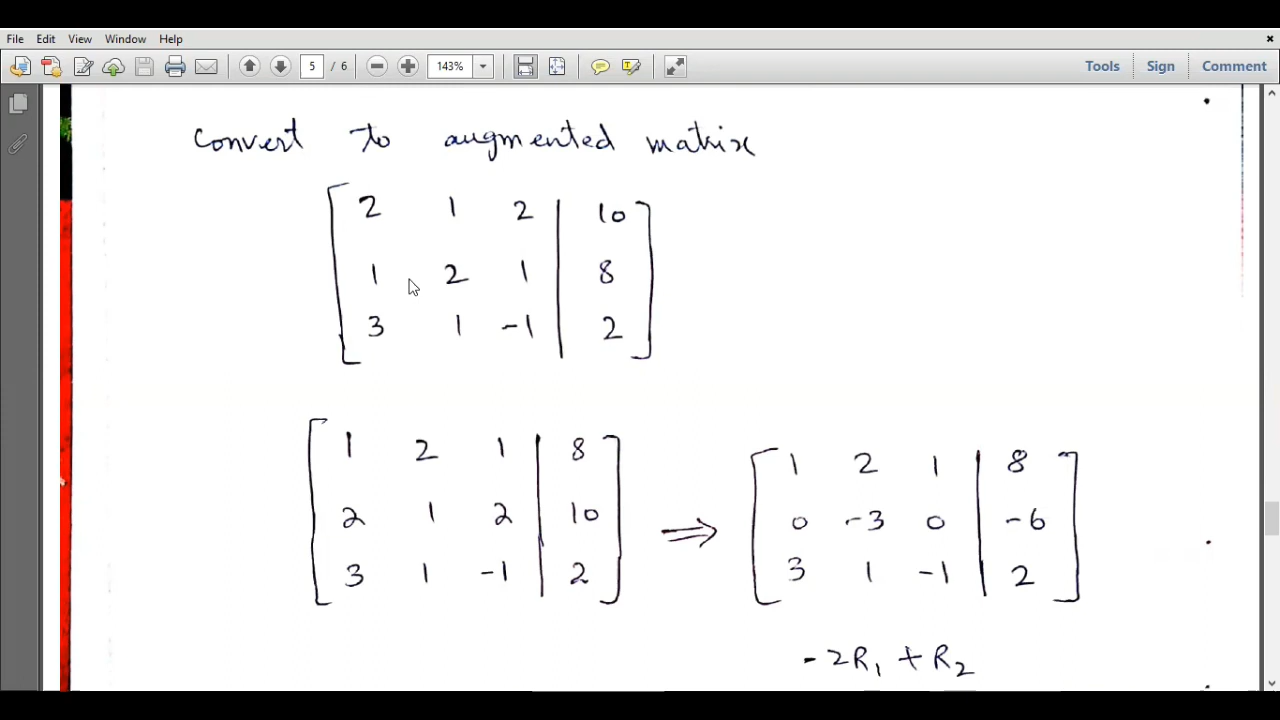 File Edit View Window Help
5 / 6 143% Tools Sign Comment
Convert to augmented matrix
2 1 2 | 10
1 2 1 | 8
3 1 -1 | 2
1 2 1 | 8
2 1 2 | 10
3 1 -1 | 2
⇒
1 2 1 | 8
0 -3 0 | -6
3 1 -1 | 2
-2R₁ + R₂